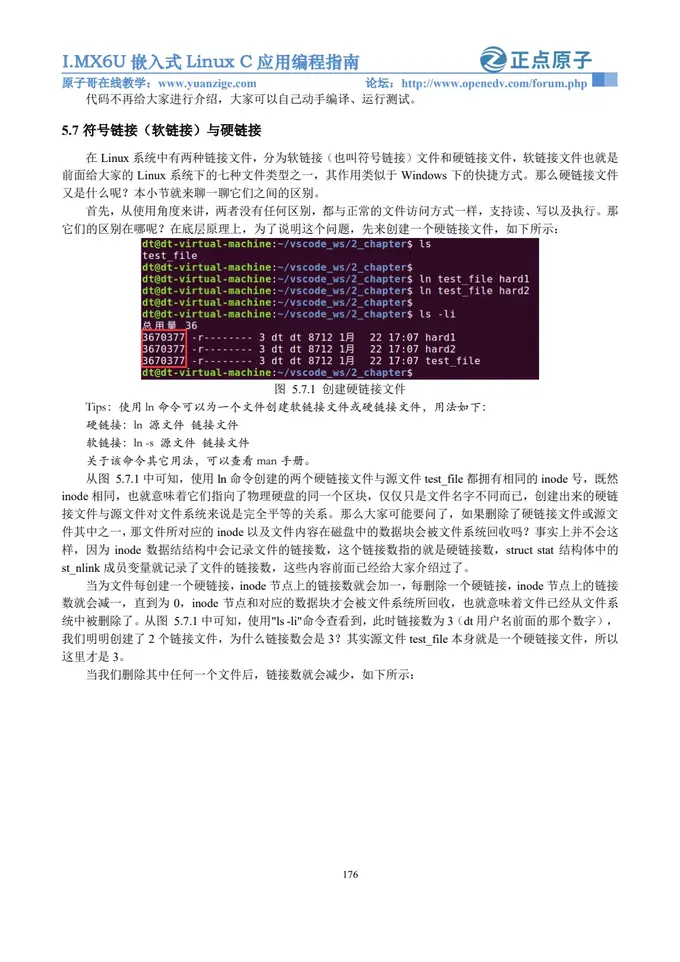 I.MX6U 嵌入式 Linux C 应用编程指南
正点原子
原子哥在线教学：www.yuanzige.com 论坛：http://www.openedv.com/forum.php
代码不再给大家进行介绍，大家可以自己动手编译、运行测试。
5.7 符号链接（软链接）与硬链接
在 Linux 系统中有两种链接文件，分为软链接（也叫符号链接）文件和硬链接文件，软链接文件也就是
前面给大家的 Linux 系统下的七种文件类型之一，其作用类似于 Windows 下的快捷方式。那么硬链接文件
又是什么呢？本小节就来聊一聊它们之间的区别。
首先，从使用角度来讲，两者没有任何区别，都与正常的文件访问方式一样，支持读、写以及执行。那
它们的区别在哪呢？在底层原理上，为了说明这个问题，先来创建一个硬链接文件，如下所示：
dt@dt-virtual-machine:~/vscode_ws/2_chapter$ ls
test_file
dt@dt-virtual-machine:~/vscode_ws/2_chapter$
dt@dt-virtual-machine:~/vscode_ws/2_chapter$ ln test_file hard1
dt@dt-virtual-machine:~/vscode_ws/2_chapter$ ln test_file hard2
dt@dt-virtual-machine:~/vscode_ws/2_chapter$
dt@dt-virtual-machine:~/vscode_ws/2_chapter$ ls -li
总用量 36
3670377 -r-------- 3 dt dt 8712 1月 22 17:07 hard1
3670377 -r-------- 3 dt dt 8712 1月 22 17:07 hard2
3670377 -r-------- 3 dt dt 8712 1月 22 17:07 test_file
dt@dt-virtual-machine:~/vscode_ws/2_chapter$
图 5.7.1 创建硬链接文件
Tips：使用 ln 命令可以为一个文件创建软链接文件或硬链接文件，用法如下：
硬链接：ln 源文件 链接文件
软链接：ln -s 源文件 链接文件
关于该命令其它用法，可以查看 man 手册。
从图 5.7.1 中可知，使用 ln 命令创建的两个硬链接文件与源文件 test_file 都拥有相同的 inode 号，既然
inode 相同，也就意味着它们指向了物理硬盘的同一个区块，仅仅只是文件名字不同而已，创建出来的硬链
接文件与源文件对文件系统来说是完全平等的关系。那么大家可能要问了，如果删除了硬链接文件或源文
件其中之一，那文件所对应的 inode 以及文件内容在磁盘中的数据块会被文件系统回收吗？事实上并不会这
样，因为 inode 数据结结构中会记录文件的链接数，这个链接数指的就是硬链接数，struct stat 结构体中的
st_nlink 成员变量就记录了文件的链接数，这些内容前面已经给大家介绍过了。
当为文件每创建一个硬链接，inode 节点上的链接数就会加一，每删除一个硬链接，inode 节点上的链接
数就会减一，直到为 0，inode 节点和对应的数据块才会被文件系统所回收，也就意味着文件已经从文件系
统中被删除了。从图 5.7.1 中可知，使用"ls -li"命令查看到，此时链接数为 3（dt 用户名前面的那个数字），
我们明明创建了 2 个链接文件，为什么链接数会是 3？其实源文件 test_file 本身就是一个硬链接文件，所以
这里才是 3。
当我们删除其中任何一个文件后，链接数就会减少，如下所示：
176